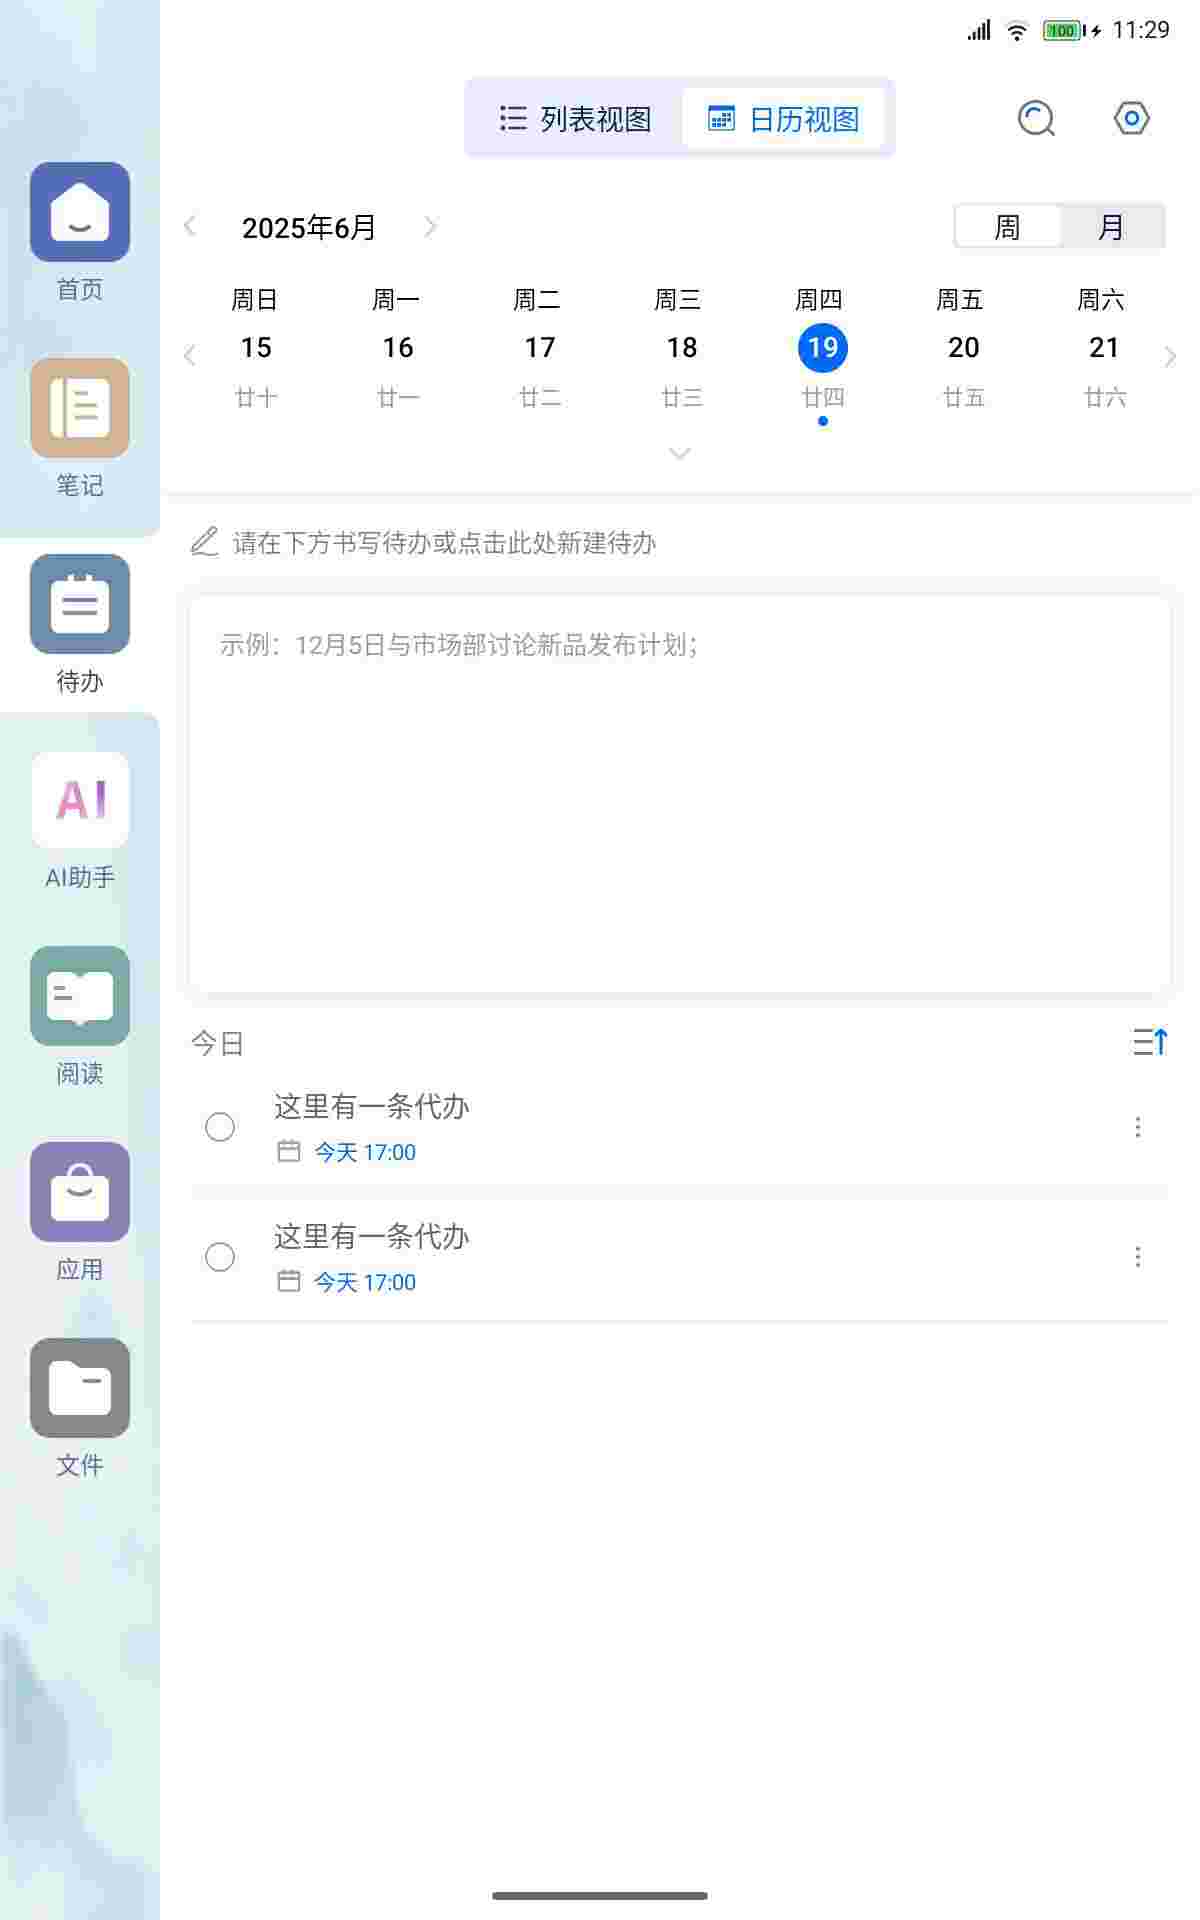 100 11:29
列表视图 日历视图
2025年6月
周 月
周日 周一 周二 周三 周四 周五 周六
15 16 17 18 19 20 21
廿十 廿一 廿二 廿三 廿四 廿五 廿六
请在下方书写待办或点击此处新建待办
示例：12月5日与市场部讨论新品发布计划；
今日
这里有一条代办
今天 17:00
这里有一条代办
今天 17:00
首页
笔记
待办
AI
AI助手
阅读
应用
文件